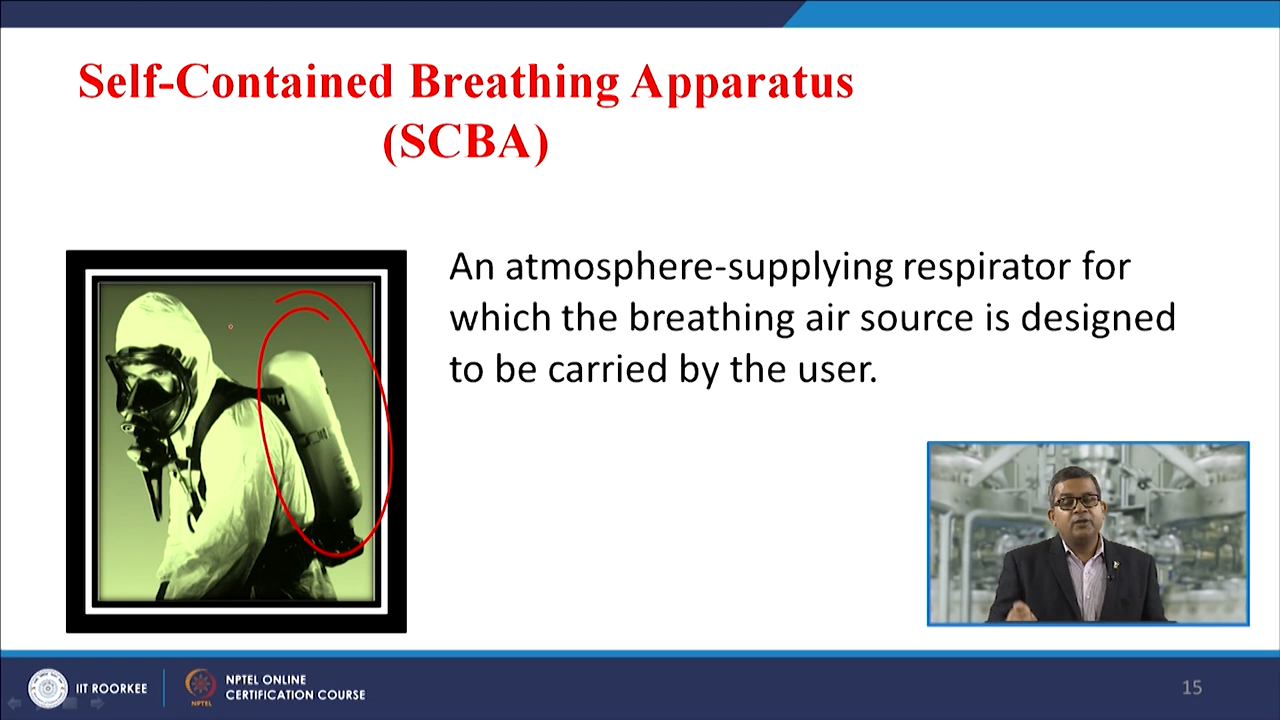 Self-Contained Breathing Apparatus
(SCBA)
An atmosphere-supplying respirator for
which the breathing air source is designed
to be carried by the user.
IIT ROORKEE
NPTEL ONLINE
CERTIFICATION COURSE
NPTEL
15